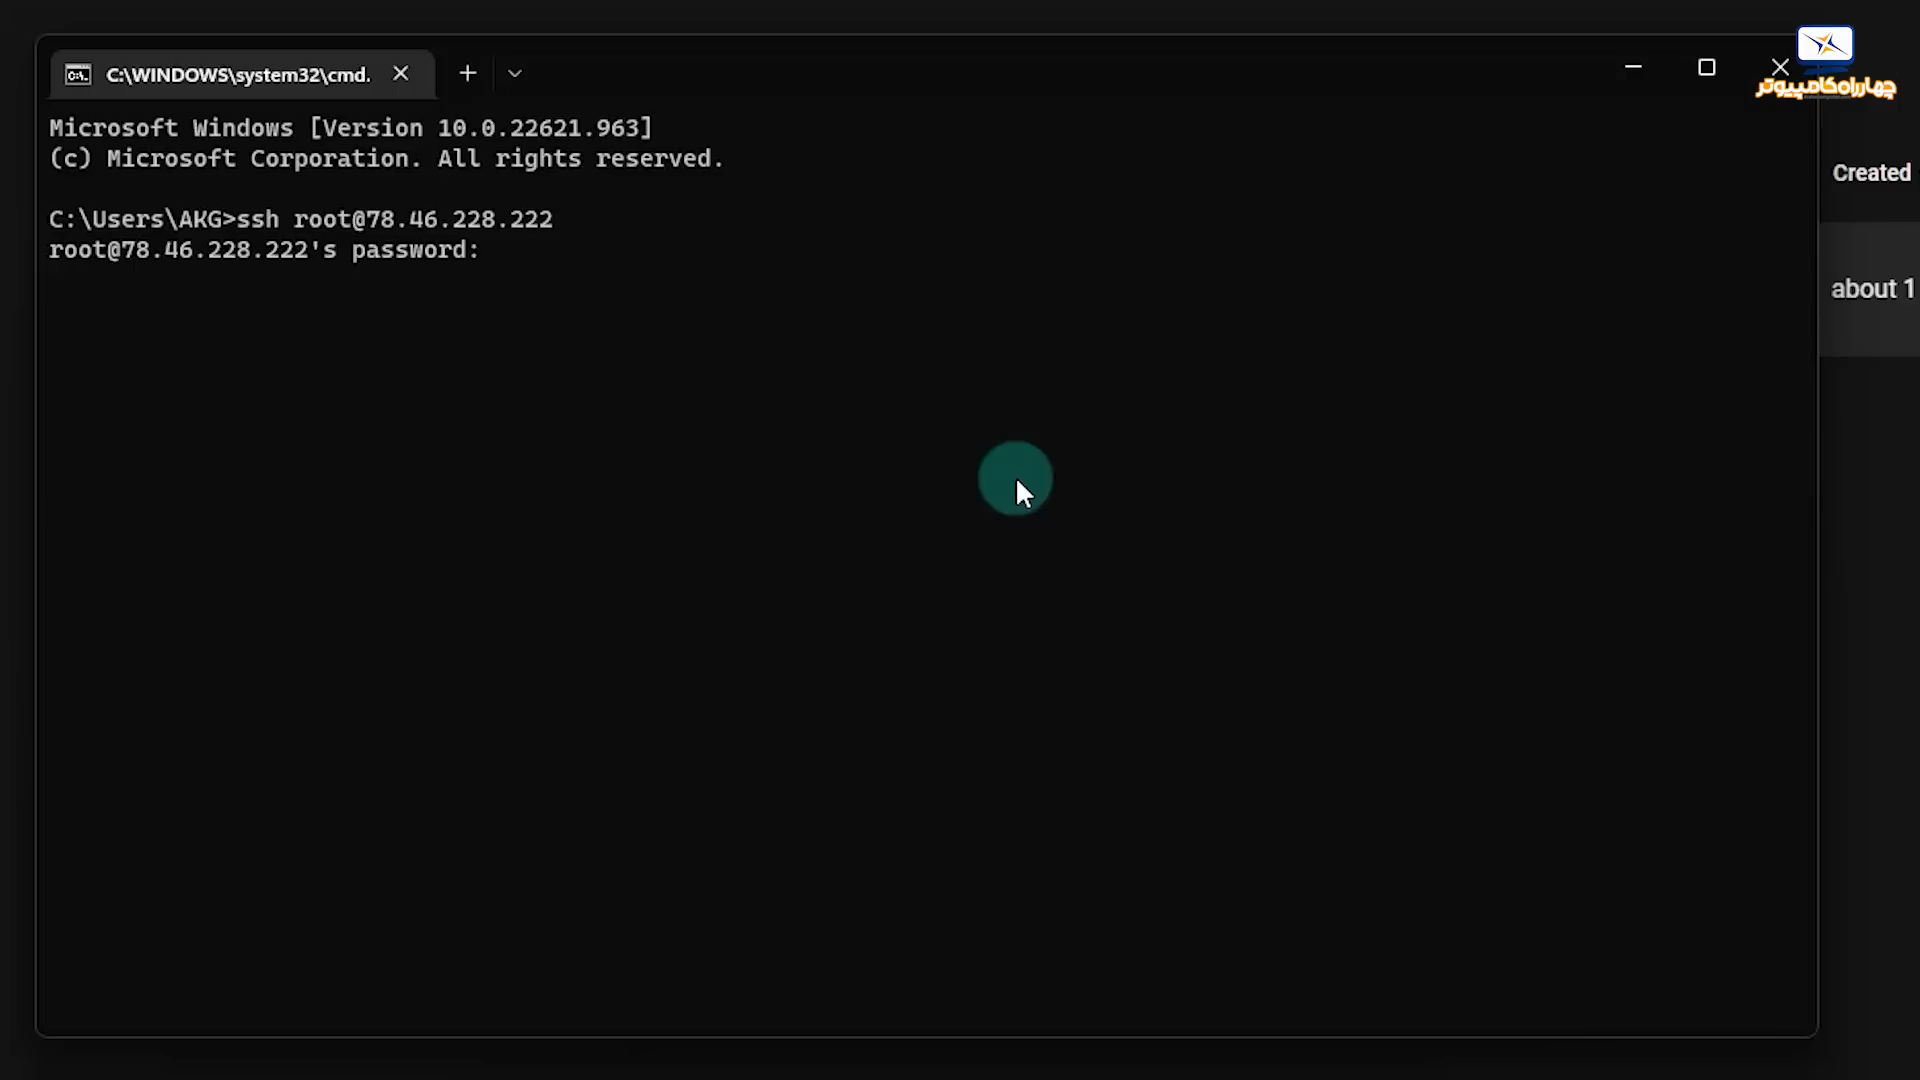 C:\WINDOWS\system32\cmd.
چهارراه کامپیوتر
Microsoft Windows [Version 10.0.22621.963]
(c) Microsoft Corporation. All rights reserved.
Created
C:\Users\AKG>ssh root@78.46.228.222
root@78.46.228.222's password:
about 1